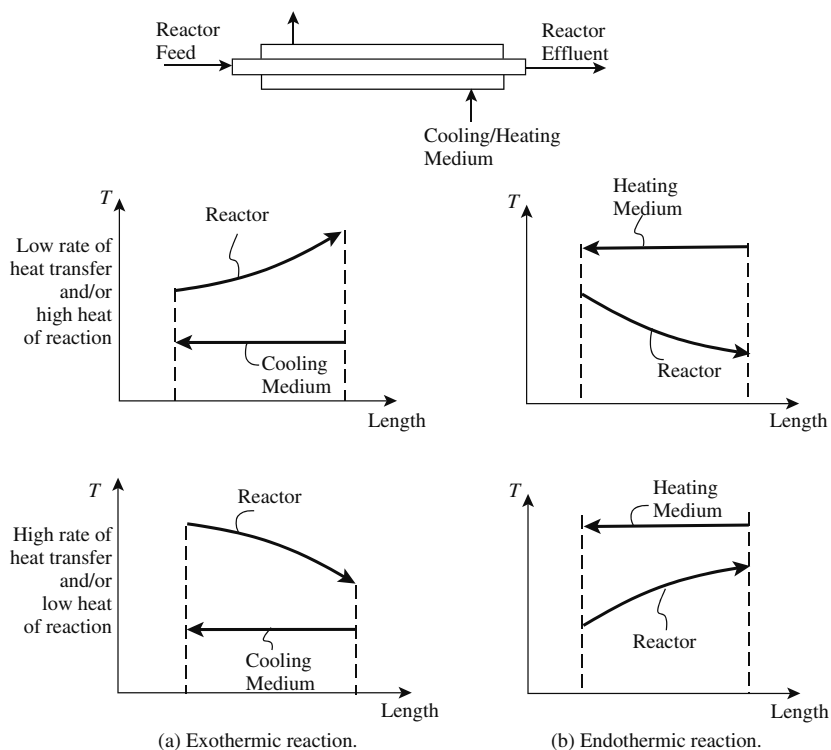 Reactor
Feed
Reactor
Effluent
Cooling/Heating
Medium
T
Reactor
Low rate of
heat transfer
and/or
high heat
of reaction
Cooling
Medium
Length
T
Heating
Medium
Reactor
Length
T
Reactor
High rate of
heat transfer
and/or
low heat
of reaction
Cooling
Medium
Length
T
Heating
Medium
Reactor
Length
(a) Exothermic reaction.
(b) Endothermic reaction.